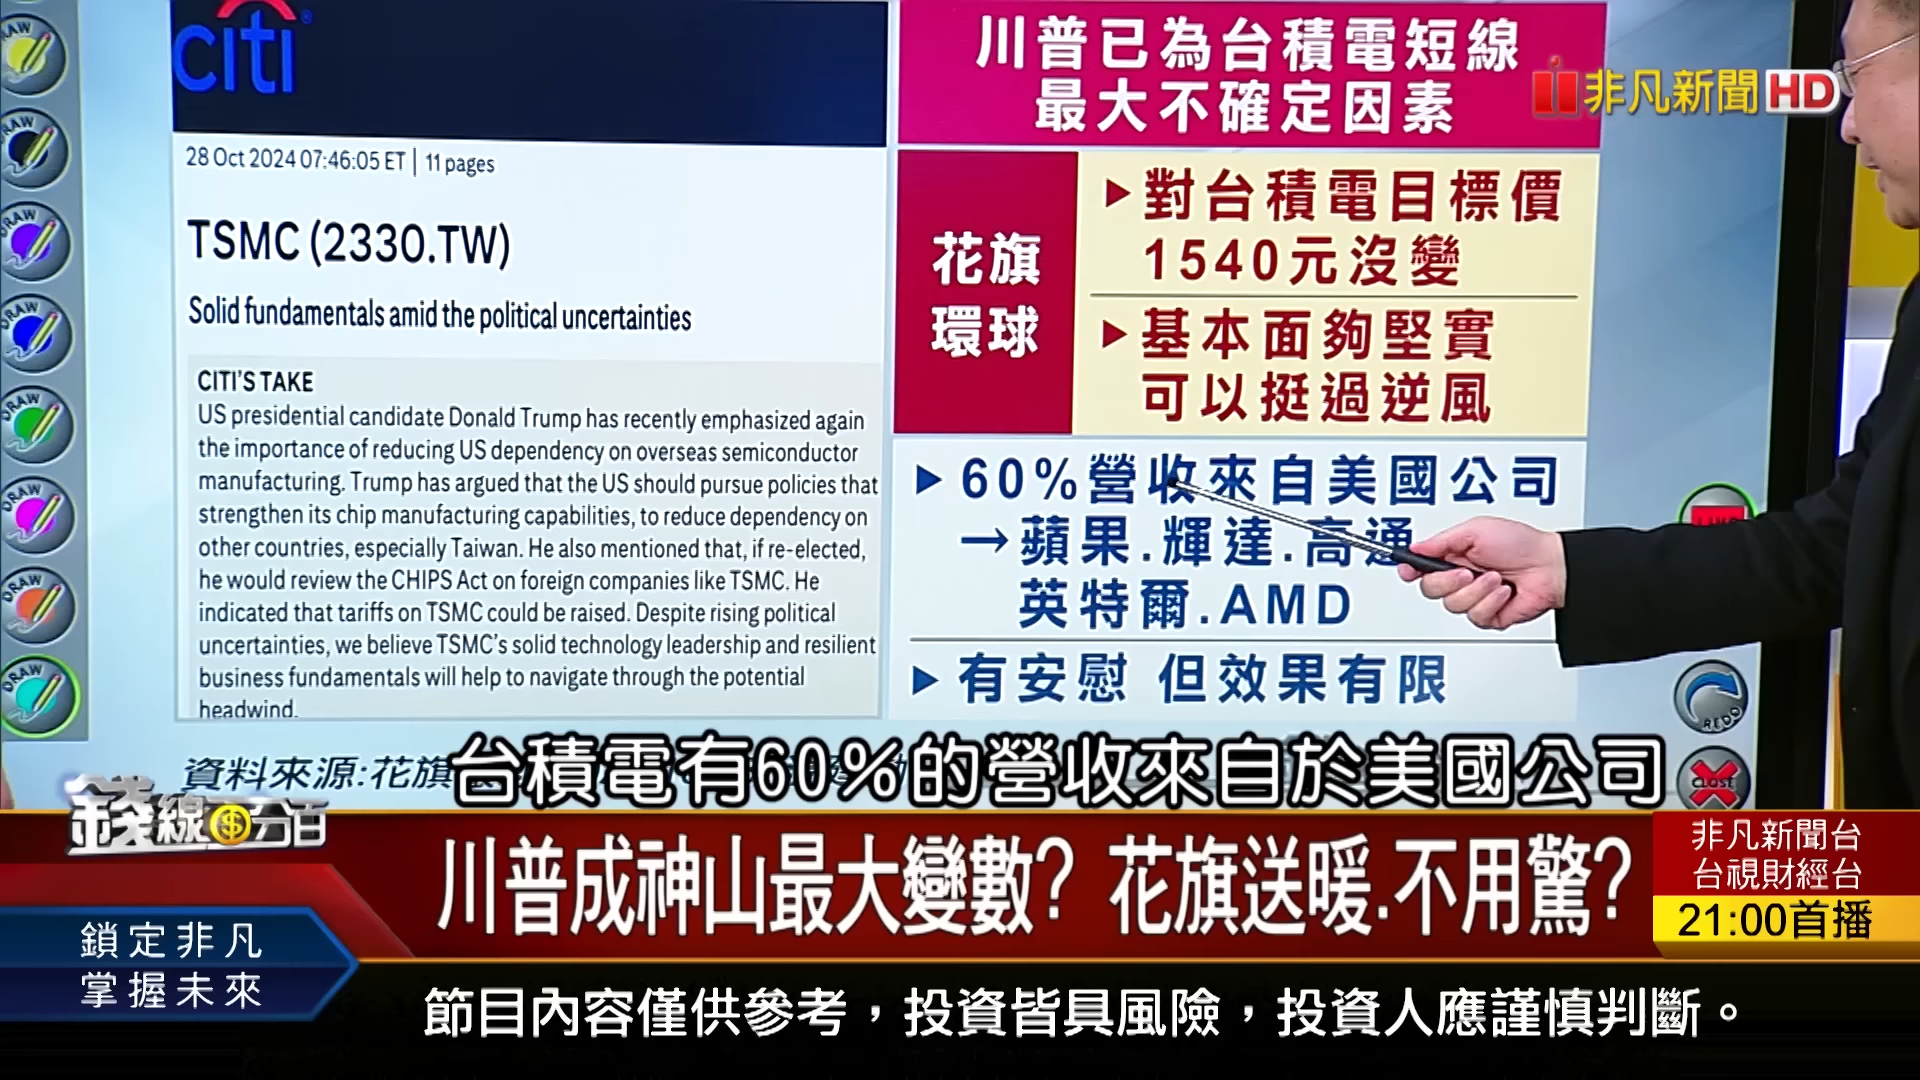 citi
28 Oct 2024 07:46:05 ET | 11 pages
TSMC (2330.TW)
Solid fundamentals amid the political uncertainties
CITI'S TAKE
US presidential candidate Donald Trump has recently emphasized again
the importance of reducing US dependency on overseas semiconductor
manufacturing. Trump has argued that the US should pursue policies that
strengthen its chip manufacturing capabilities, to reduce dependency on
other countries, especially Taiwan. He also mentioned that, if re-elected,
he would review the CHIPS Act on foreign companies like TSMC. He
indicated that tariffs on TSMC could be raised. Despite rising political
uncertainties, we believe TSMC's solid technology leadership and resilient
business fundamentals will help to navigate through the potential
headwind.
川普已為台積電短線
最大不確定因素
非凡新聞HD
花旗
環球
▶對台積電目標價
1540元沒變
▶基本面夠堅實
可以挺過逆風
▶60%營收來自美國公司
→蘋果.輝達.高通
英特爾.AMD
▶有安慰 但效果有限
DRAW
DRAW
DRAW
DRAW
DRAW
DRAW
DRAW
DRAW
REDO
CLOSE
資料來源:花旗
台積電有60%的營收來自於美國公司
錢線百分百
川普成神山最大變數? 花旗送暖.不用驚?
非凡新聞台
台視財經台
21:00首播
鎖定非凡
掌握未來
節目內容僅供參考，投資皆具風險，投資人應謹慎判斷。